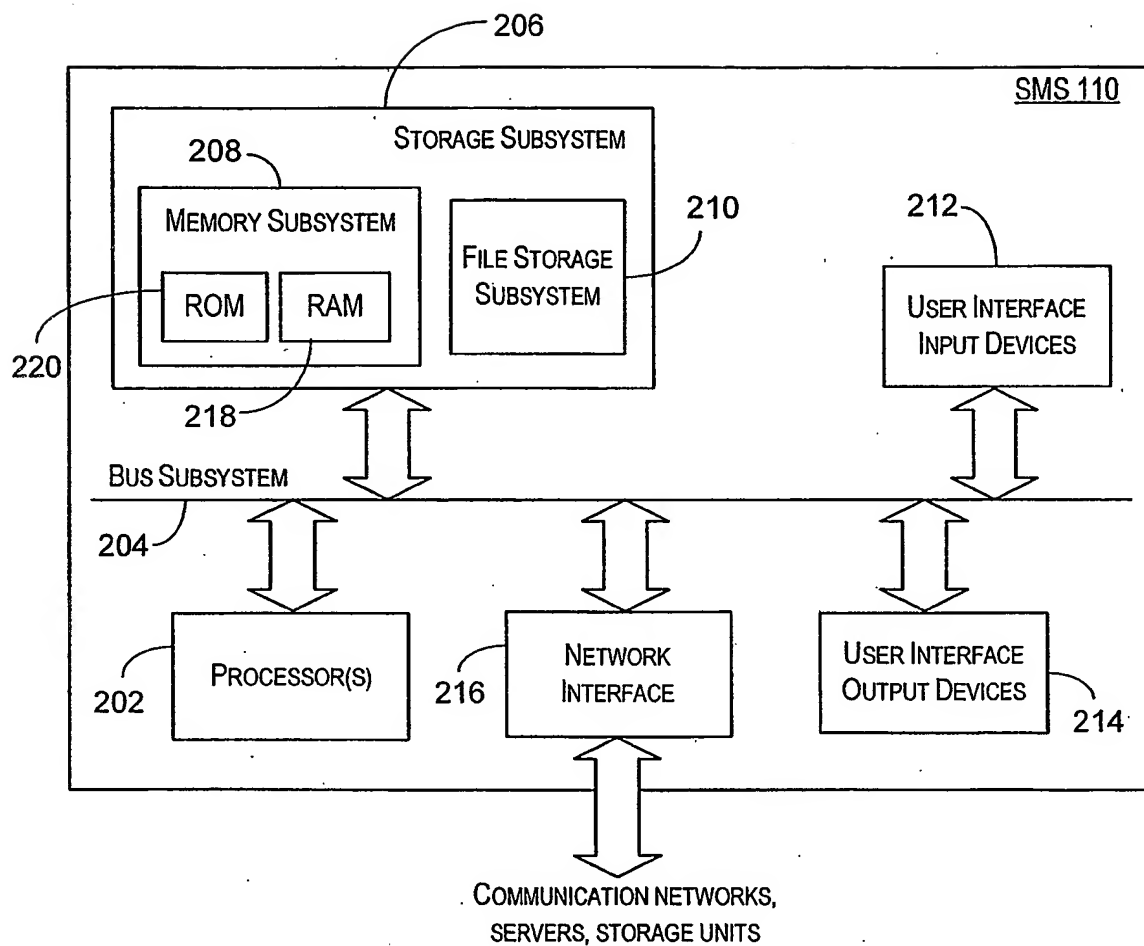 206
SMS 110
STORAGE SUBSYSTEM
208
MEMORY SUBSYSTEM
ROM
RAM
220
218
FILE STORAGE
SUBSYSTEM
210
212
USER INTERFACE
INPUT DEVICES
BUS SUBSYSTEM
204
PROCESSOR(S)
202
NETWORK
INTERFACE
216
USER INTERFACE
OUTPUT DEVICES
214
COMMUNICATION NETWORKS,
SERVERS, STORAGE UNITS